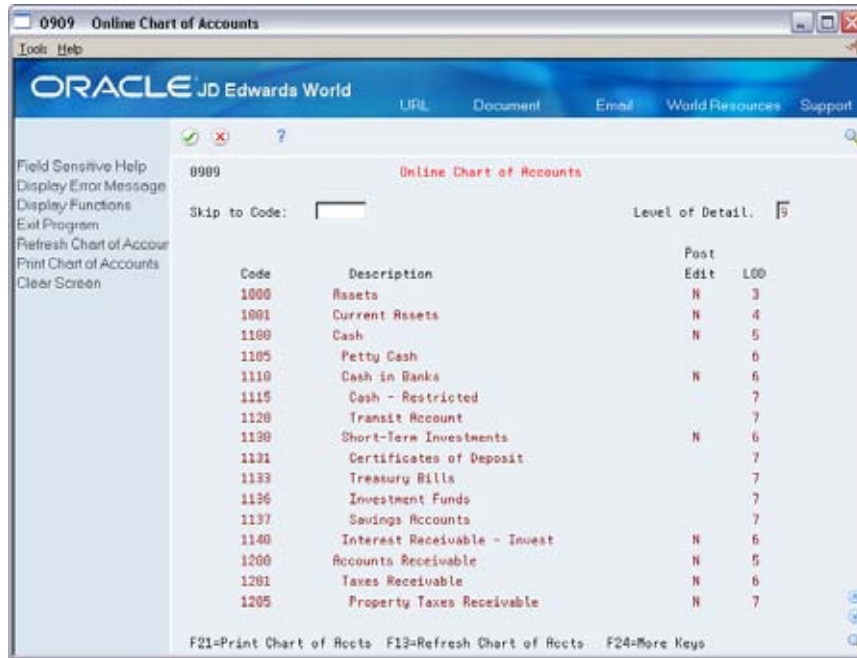 0909 Online Chart of Accounts
Tools Help
ORACLE JD Edwards World
URL Document Email World Resources Support
?
Field Sensitive Help
Display Error Message
Display Functions
Exit Program
Refresh Chart of Accour
Print Chart of Accounts
Clear Screen
0909 Online Chart of Accounts
Skip to Code: Level of Detail. 9
Post
Code Description Edit LOD
1000 Assets N 3
1001 Current Assets N 4
1100 Cash N 5
1105 Petty Cash 6
1110 Cash in Banks N 6
1115 Cash - Restricted 7
1120 Transit Account 7
1130 Short-Term Investments N 6
1131 Certificates of Deposit 7
1133 Treasury Bills 7
1136 Investment Funds 7
1137 Savings Accounts 7
1140 Interest Receivable - Invest N 6
1200 Accounts Receivable N 5
1201 Taxes Receivable N 6
1205 Property Taxes Receivable N 7
F21=Print Chart of Accts F13=Refresh Chart of Accts F24=More Keys